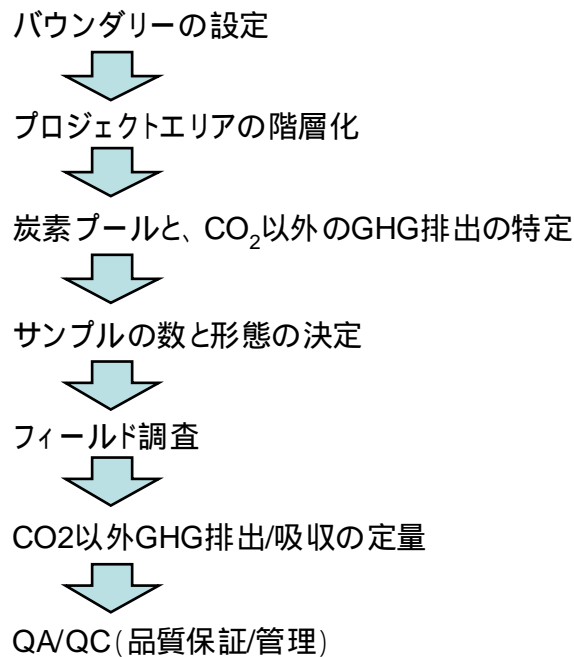 バウンダリーの設定
プロジェクトエリアの階層化
炭素プールと、CO₂以外のGHG排出の特定
サンプルの数と形態の決定
フィールド調査
CO2以外GHG排出/吸収の定量
QA/QC(品質保証/管理)